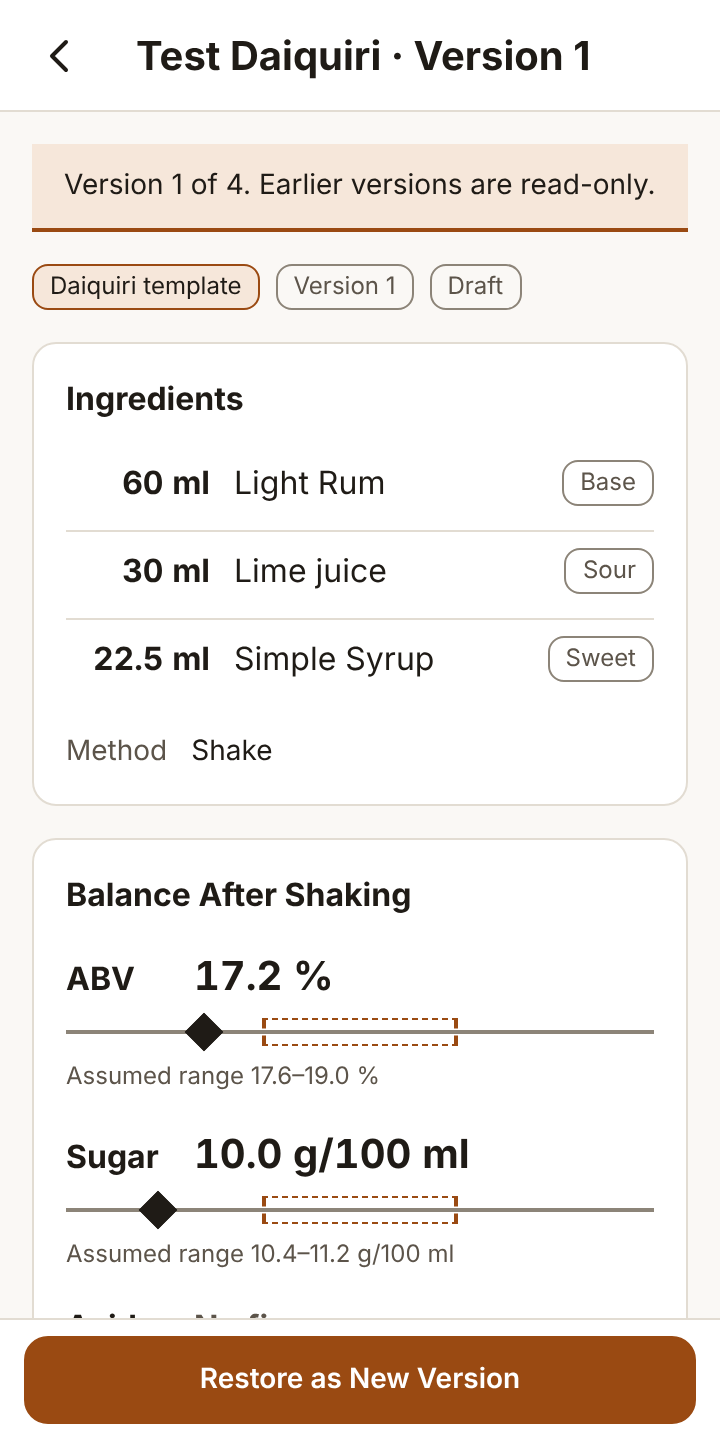 Test Daiquiri · Version 1
Version 1 of 4. Earlier versions are read-only.
Daiquiri template Version 1 Draft
Ingredients
60 ml Light Rum Base
30 ml Lime juice Sour
22.5 ml Simple Syrup Sweet
Method Shake
Balance After Shaking
ABV 17.2 %
Assumed range 17.6–19.0 %
Sugar 10.0 g/100 ml
Assumed range 10.4–11.2 g/100 ml
Restore as New Version